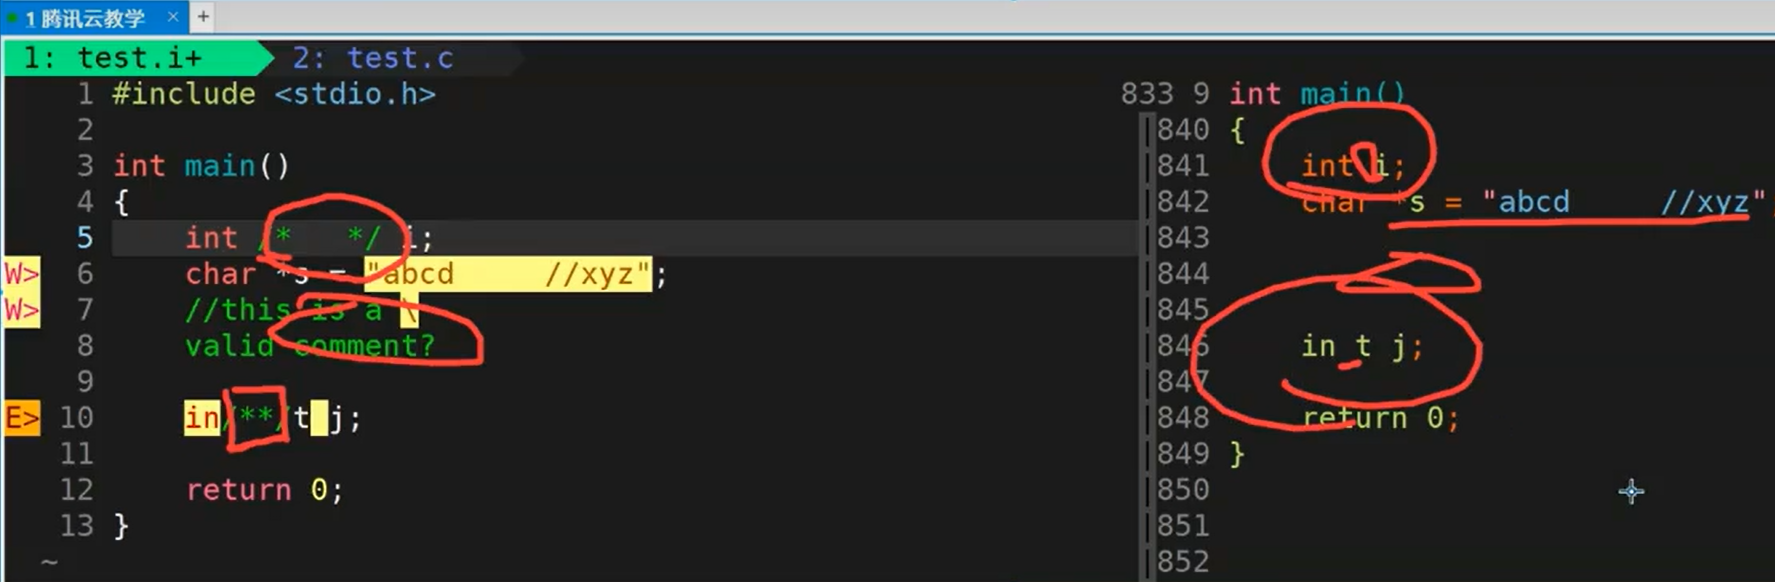 1 腾讯云教学 × +
1: test.i+ 2: test.c
1 #include <stdio.h>
2
3 int main()
4 {
5 int /* */ i;
W> 6 char *s = "abcd //xyz";
W> 7 //this is a \
8 valid comment?
9
E> 10 in/**/t j;
11
12 return 0;
13 }
~
833 9 int main()
840 {
841 int i;
842 char *s = "abcd //xyz"
843
844
845
846 in t j;
847
848 return 0;
849 }
850
851
852